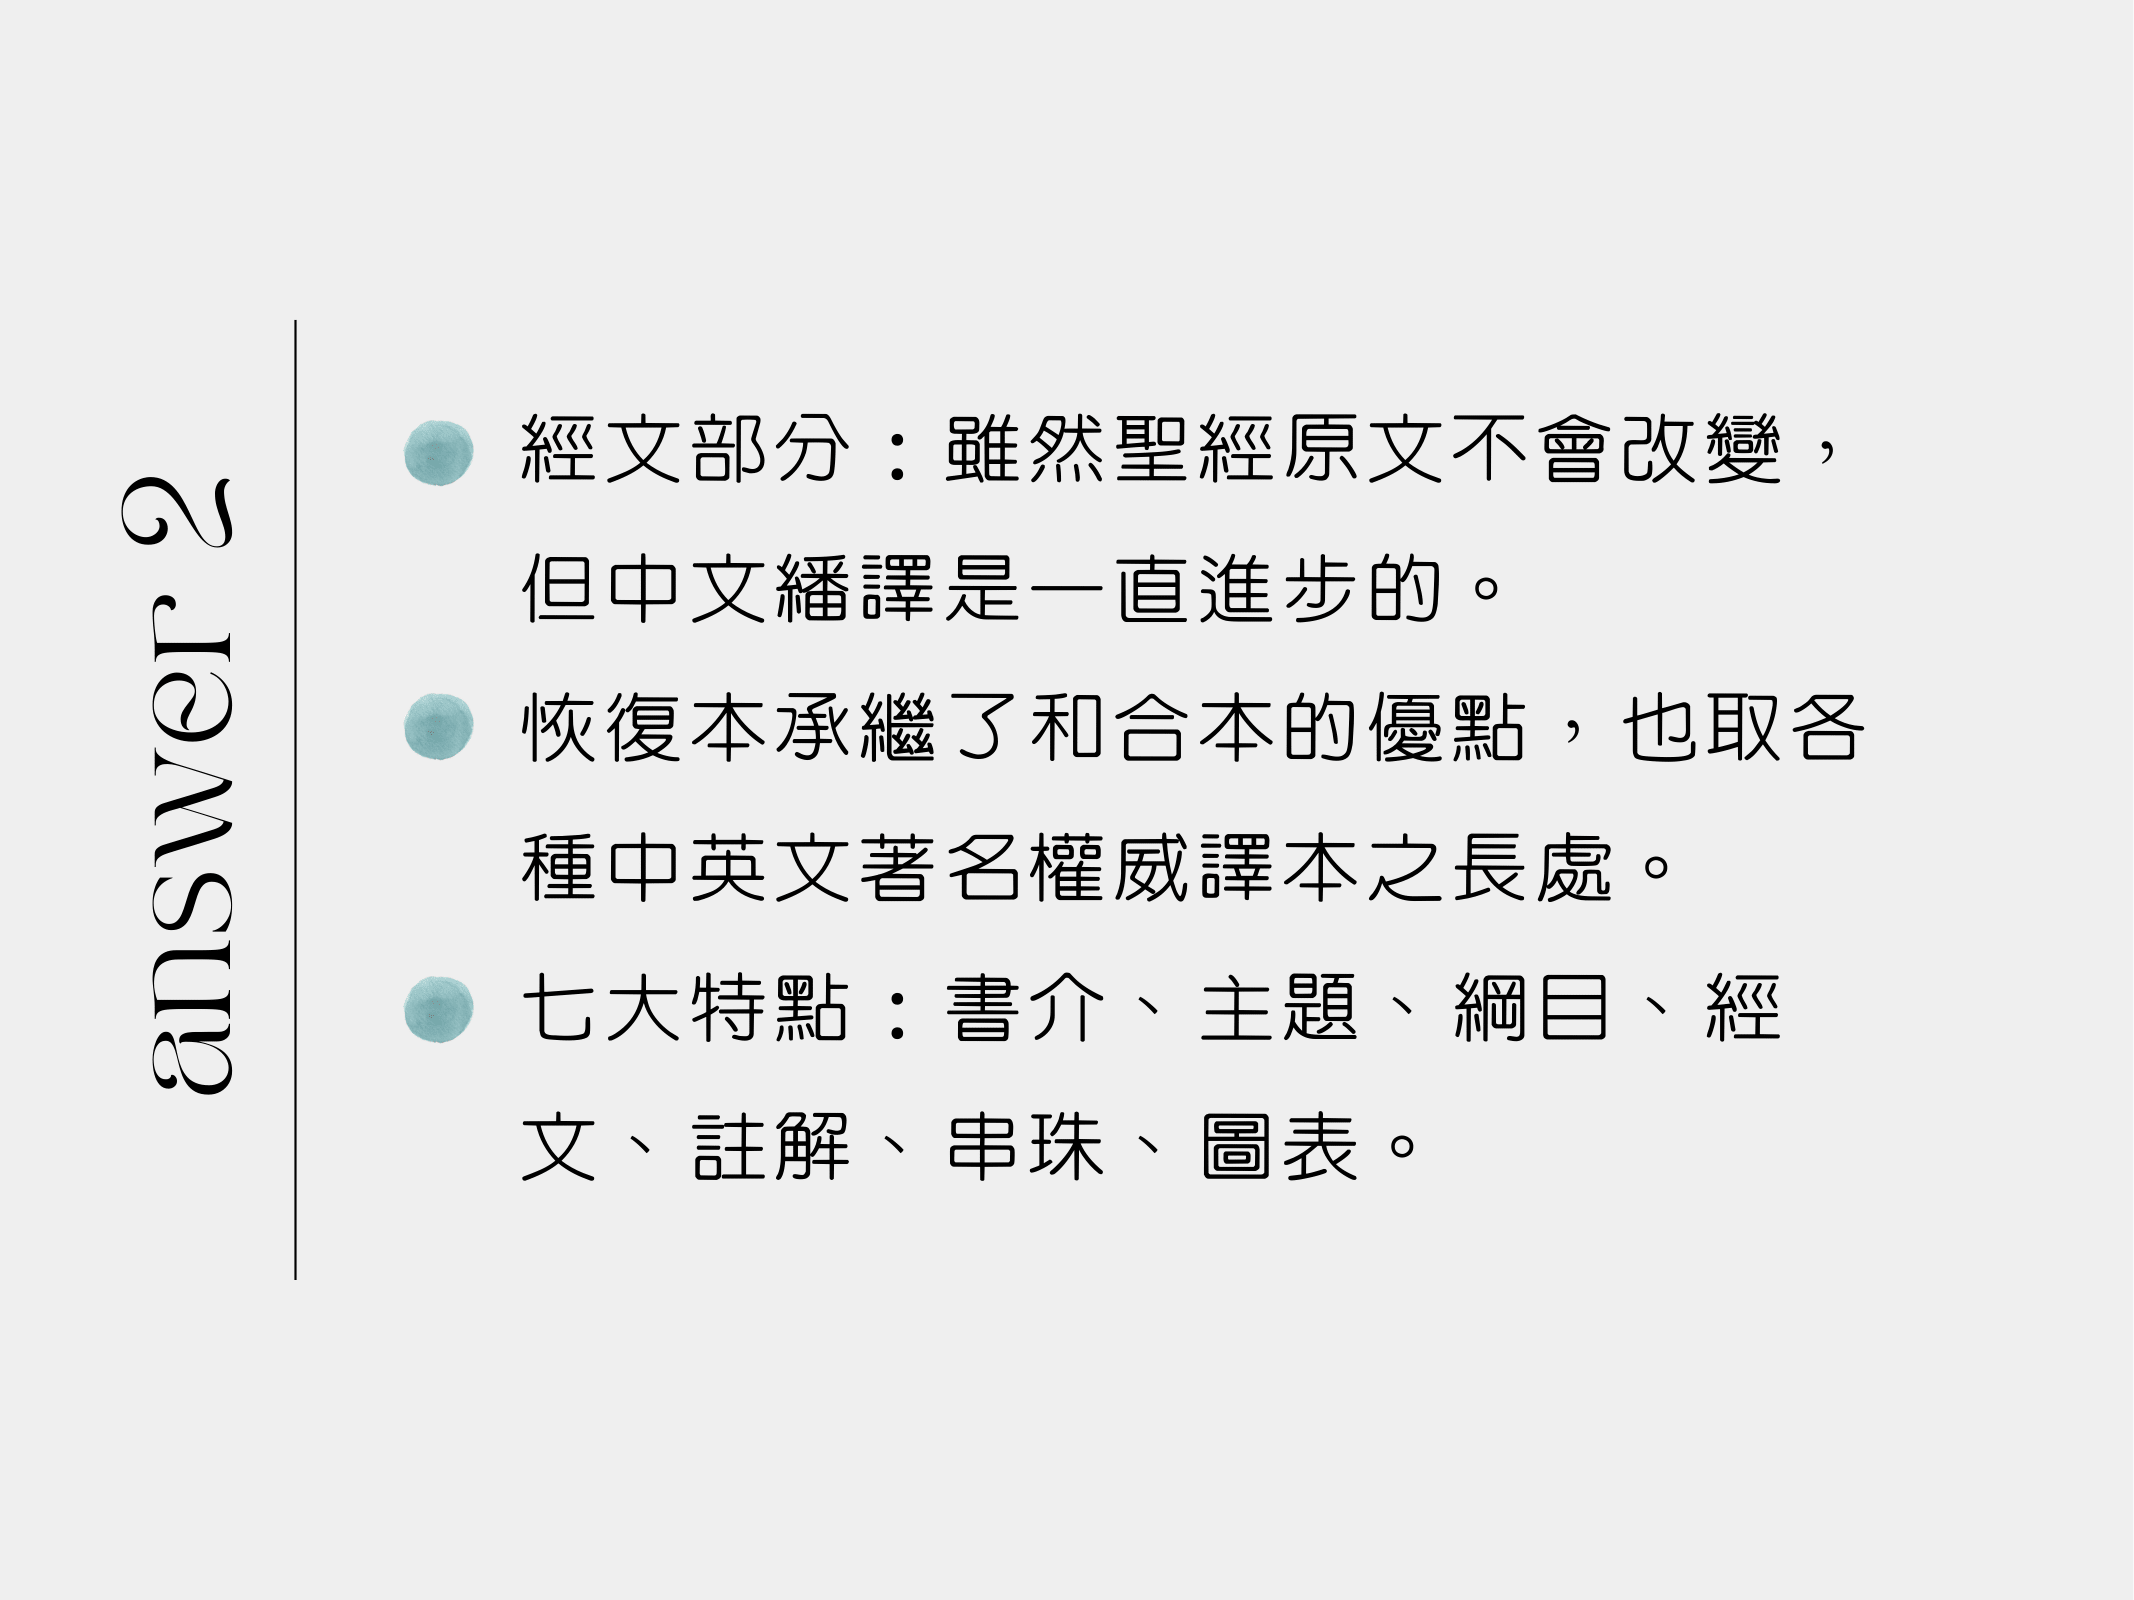 answer 2
經文部分：雖然聖經原文不會改變，
但中文繙譯是一直進步的。
恢復本承繼了和合本的優點，也取各
種中英文著名權威譯本之長處。
七大特點：書介、主題、綱目、經
文、註解、串珠、圖表。